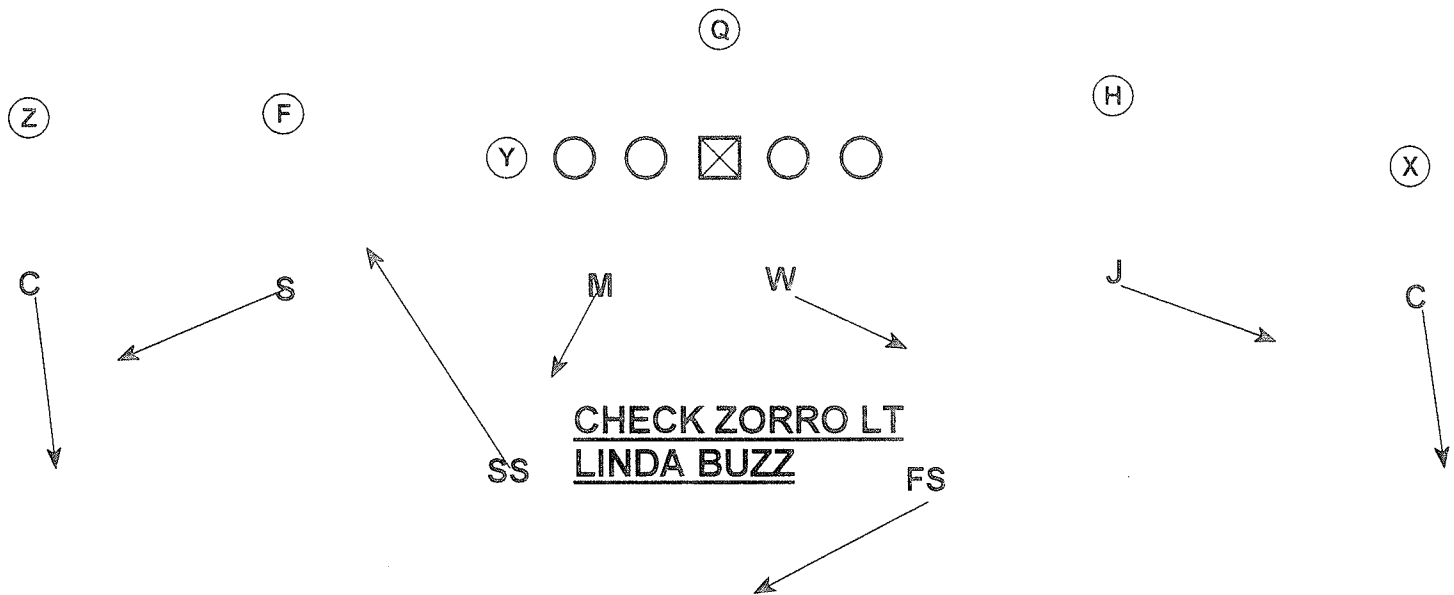 Q
Z F H
Y X
C S M W J C
CHECK ZORRO LT
LINDA BUZZ
SS FS